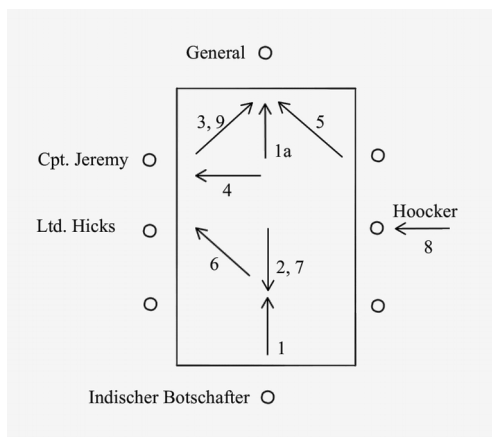 General
3, 9
5
1a
Cpt. Jeremy
4
Hoocker
Ltd. Hicks
8
6
2, 7
1
Indischer Botschafter